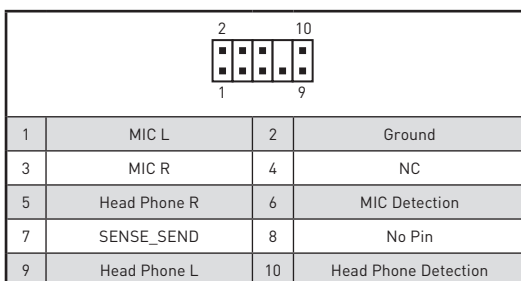 2 10
1 9
1 MIC L 2 Ground
3 MIC R 4 NC
5 Head Phone R 6 MIC Detection
7 SENSE_SEND 8 No Pin
9 Head Phone L 10 Head Phone Detection